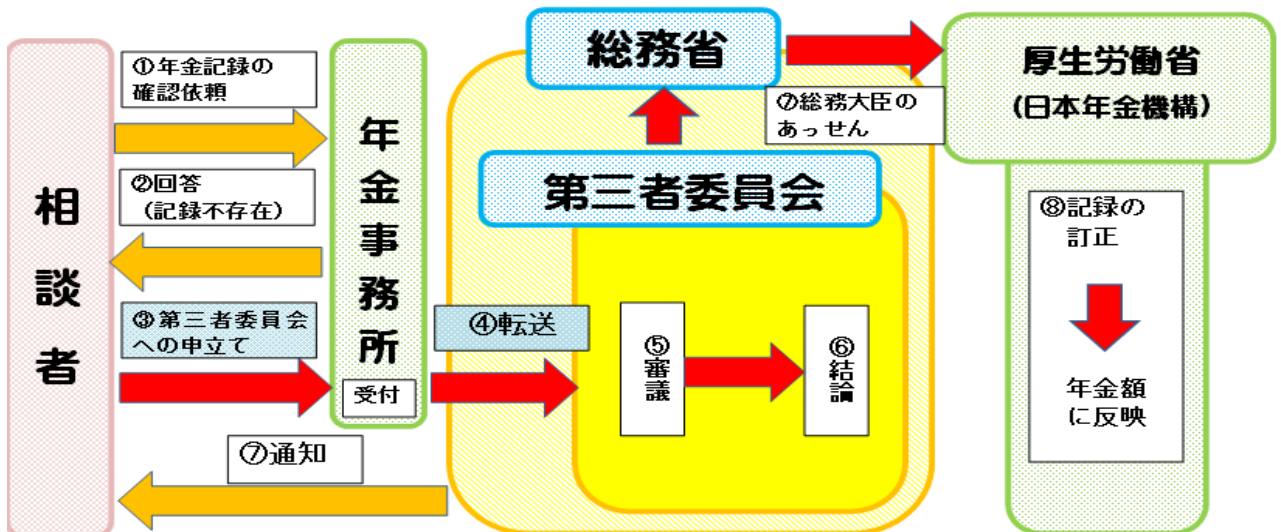 相談者
①年金記録の
確認依頼
②回答
(記録不存在)
③第三者委員会
への申立て
年金事務所
受付
④転送
⑦通知
総務省
第三者委員会
⑤審議
⑥結論
⑦総務大臣の
あっせん
厚生労働省
(日本年金機構)
⑧記録の
訂正
年金額
に反映